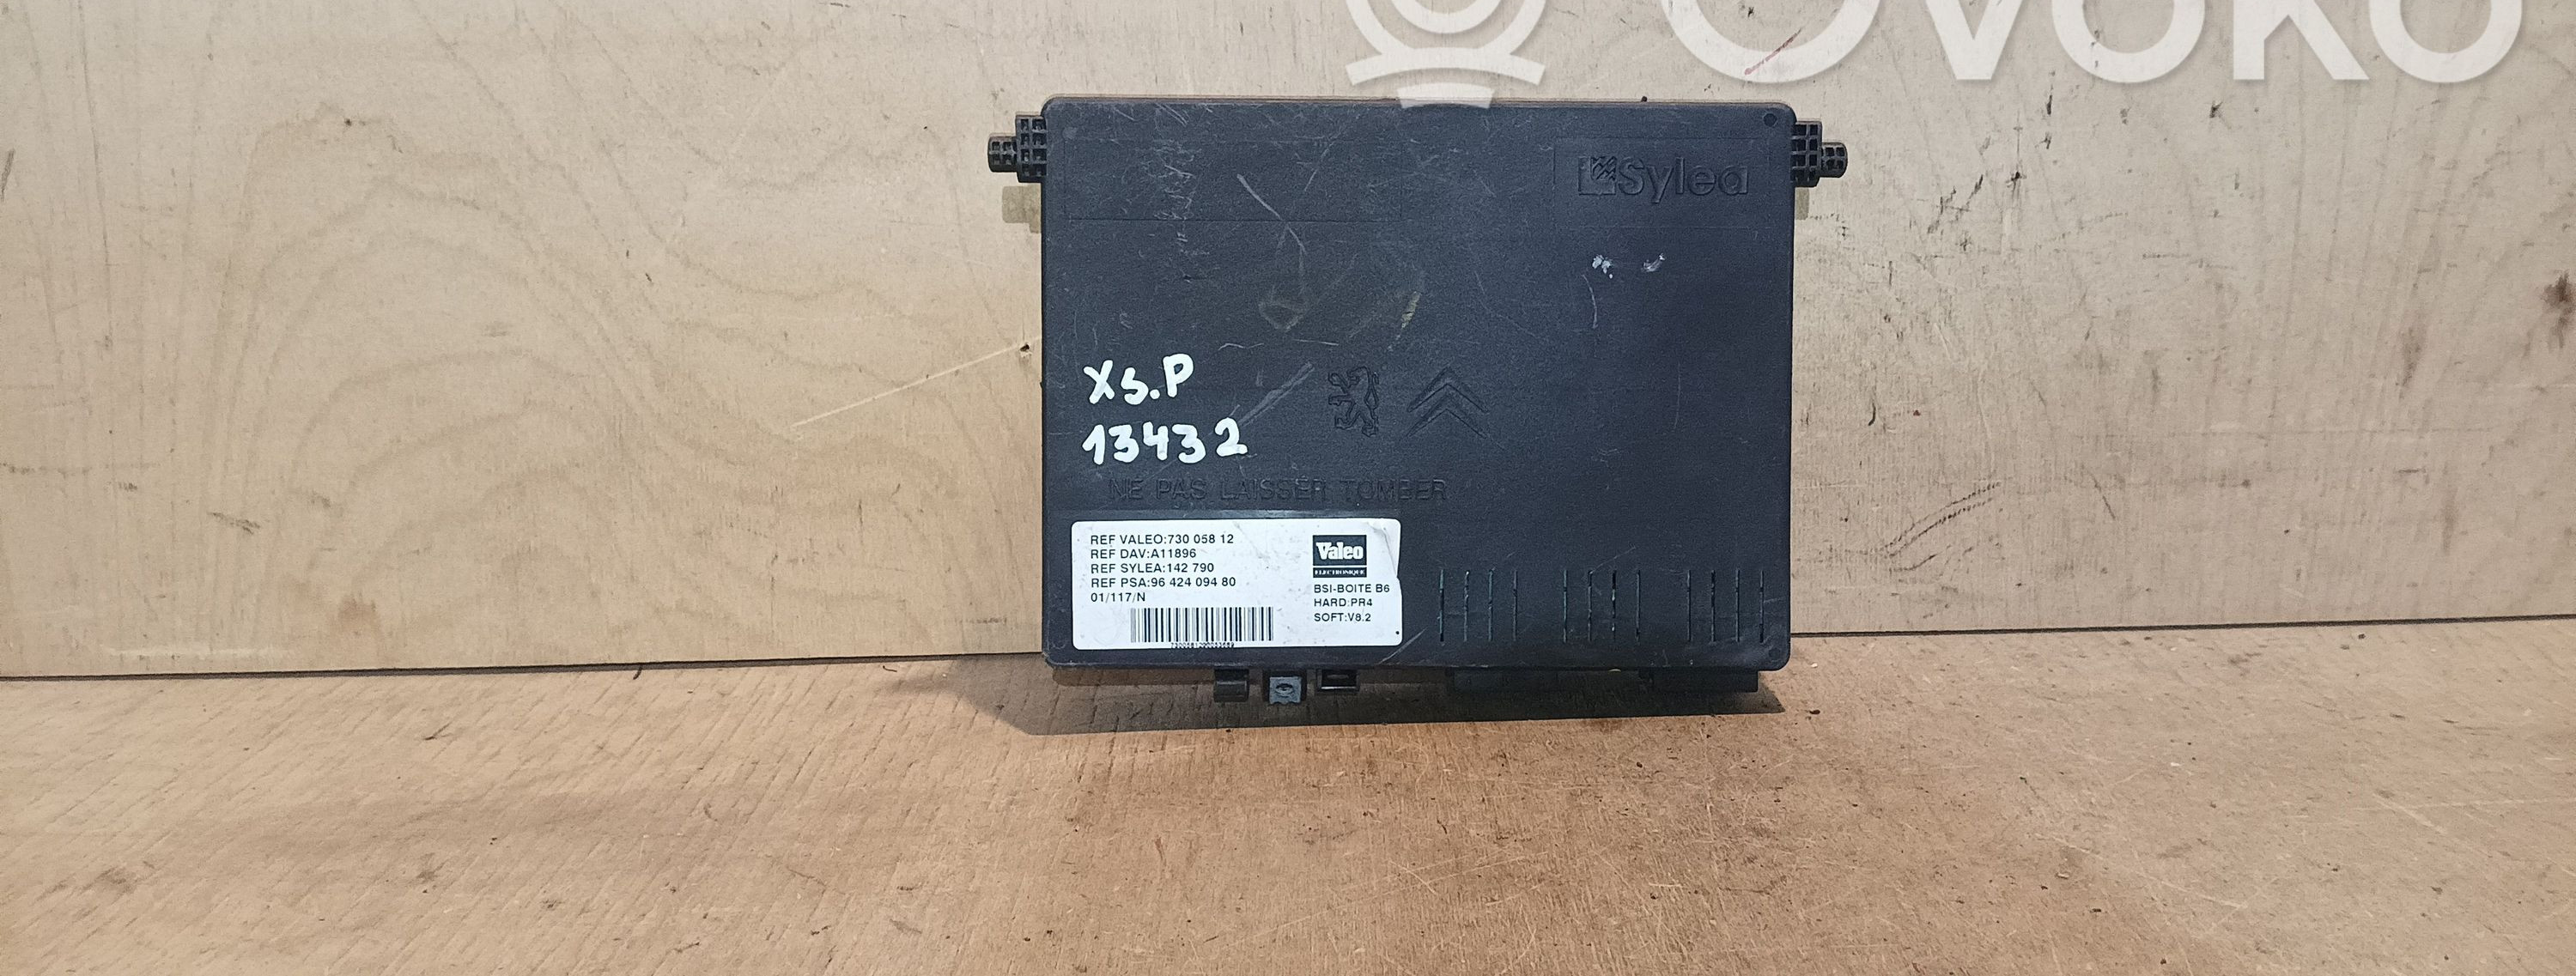 OVOKO
Sylea
XS.P
13432
NE PAS LAISSER TOMBER
REF VALEO:730 058 12
REF DAV:A11896
REF SYLEA:142 790
REF PSA:96 424 094 80
01/117/N
Valeo
ELECTRONIQUE
BSI-BOITE B6
HARD:PR4
SOFT:V8.2